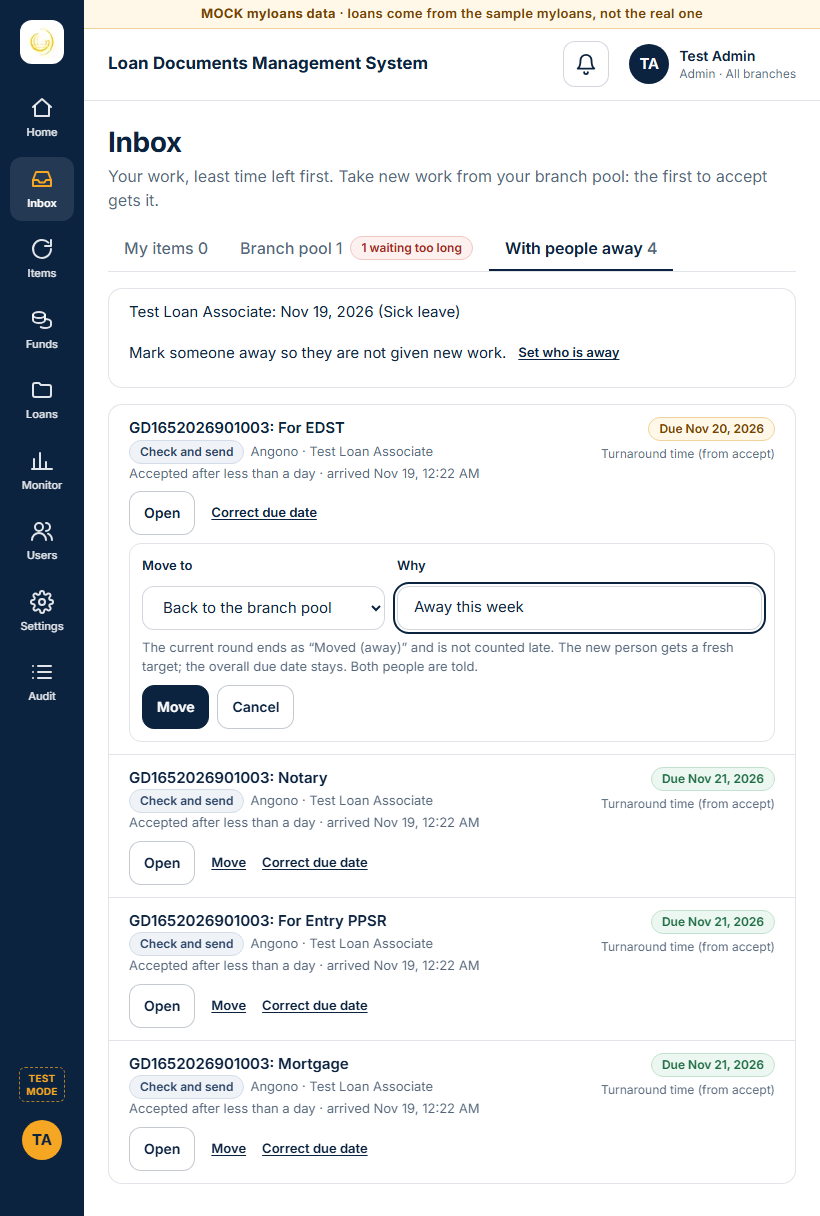 MOCK myloans data · loans come from the sample myloans, not the real one
Loan Documents Management System
TA
Test Admin
Admin · All branches
Home
Inbox
Items
Funds
Loans
Monitor
Users
Settings
Audit
TEST
MODE
TA
Inbox
Your work, least time left first. Take new work from your branch pool: the first to accept
gets it.
My items 0
Branch pool 1
1 waiting too long
With people away 4
Test Loan Associate: Nov 19, 2026 (Sick leave)
Mark someone away so they are not given new work. Set who is away
GD1652026901003: For EDST
Due Nov 20, 2026
Check and send Angono · Test Loan Associate
Turnaround time (from accept)
Accepted after less than a day · arrived Nov 19, 12:22 AM
Open Correct due date
Move to
Why
Back to the branch pool
Away this week
The current round ends as “Moved (away)” and is not counted late. The new person gets a fresh
target; the overall due date stays. Both people are told.
Move Cancel
GD1652026901003: Notary
Due Nov 21, 2026
Check and send Angono · Test Loan Associate
Turnaround time (from accept)
Accepted after less than a day · arrived Nov 19, 12:22 AM
Open Move Correct due date
GD1652026901003: For Entry PPSR
Due Nov 21, 2026
Check and send Angono · Test Loan Associate
Turnaround time (from accept)
Accepted after less than a day · arrived Nov 19, 12:22 AM
Open Move Correct due date
GD1652026901003: Mortgage
Due Nov 21, 2026
Check and send Angono · Test Loan Associate
Turnaround time (from accept)
Accepted after less than a day · arrived Nov 19, 12:22 AM
Open Move Correct due date